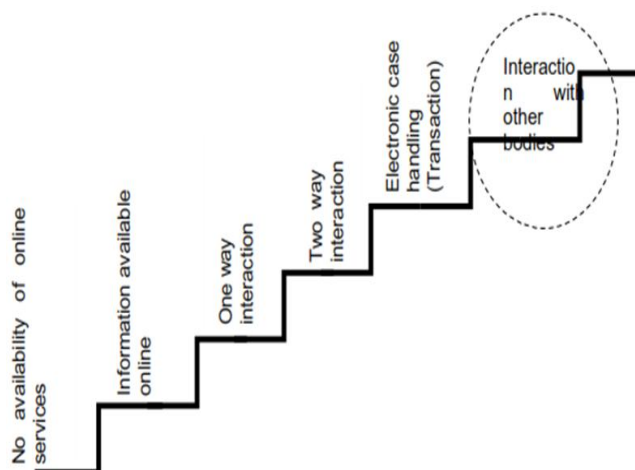 No availability of online
services
Information available
online
One way
interaction
Two way
interaction
Electronic case
handling
(Transaction)
Interactio
n with
other
bodies